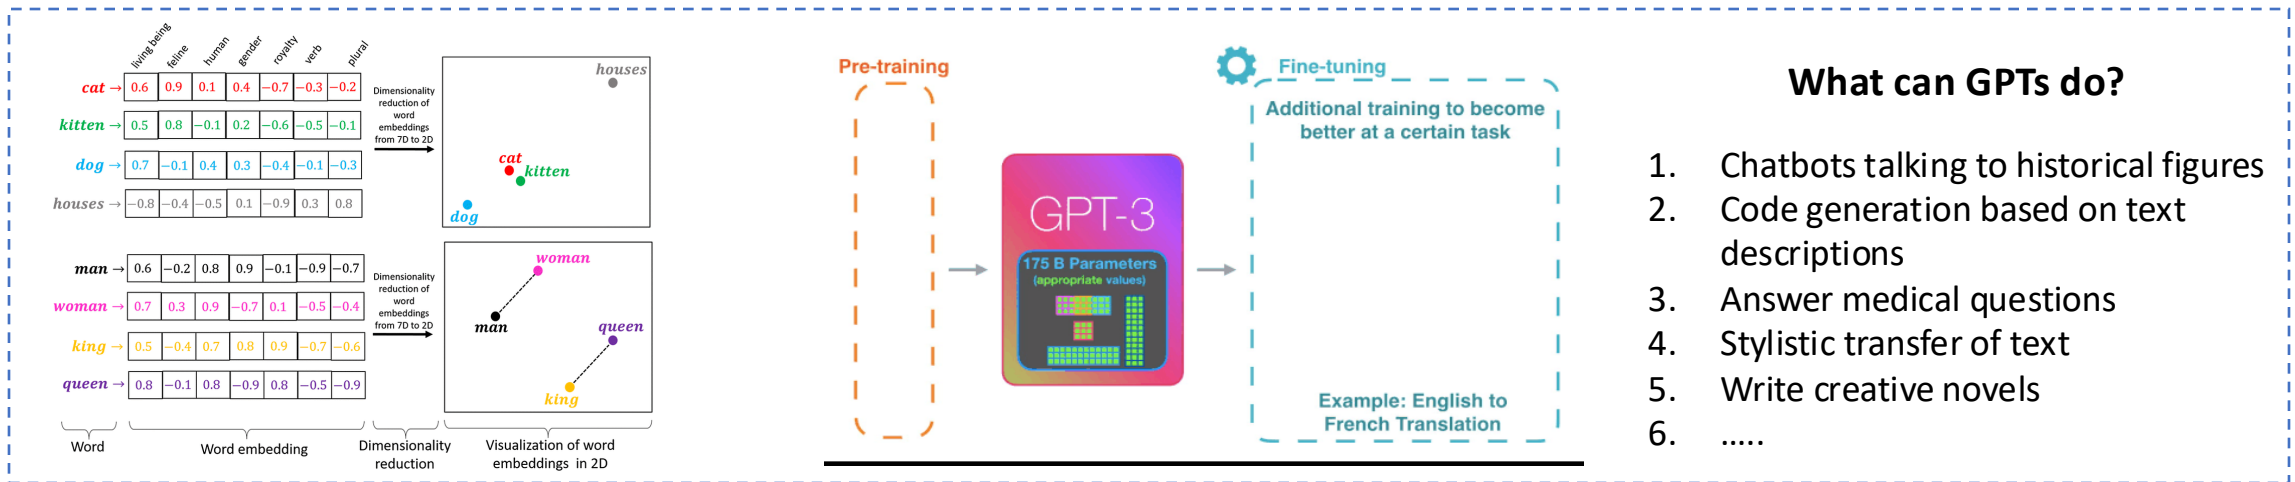 living being feline human gender royalty verb plural
cat → 0.6 0.9 0.1 0.4 −0.7 −0.3 −0.2
kitten → 0.5 0.8 −0.1 0.2 −0.6 −0.5 −0.1
dog → 0.7 −0.1 0.4 0.3 −0.4 −0.1 −0.3
houses → −0.8 −0.4 −0.5 0.1 −0.9 0.3 0.8
Dimensionality
reduction of
word
embeddings
from 7D to 2D
houses
cat
kitten
dog
man → 0.6 −0.2 0.8 0.9 −0.1 −0.9 −0.7
woman → 0.7 0.3 0.9 −0.7 0.1 −0.5 −0.4
king → 0.5 −0.4 0.7 0.8 0.9 −0.7 −0.6
queen → 0.8 −0.1 0.8 −0.9 0.8 −0.5 −0.9
Dimensionality
reduction of
word
embeddings
from 7D to 2D
woman
man
queen
king
Word
Word embedding
Dimensionality
reduction
Visualization of word
embeddings in 2D
Pre-training
GPT-3
175 B Parameters
(appropriate values)
Fine-tuning
Additional training to become
better at a certain task
Example: English to
French Translation
What can GPTs do?
1. Chatbots talking to historical figures
2. Code generation based on text
descriptions
3. Answer medical questions
4. Stylistic transfer of text
5. Write creative novels
6. .....